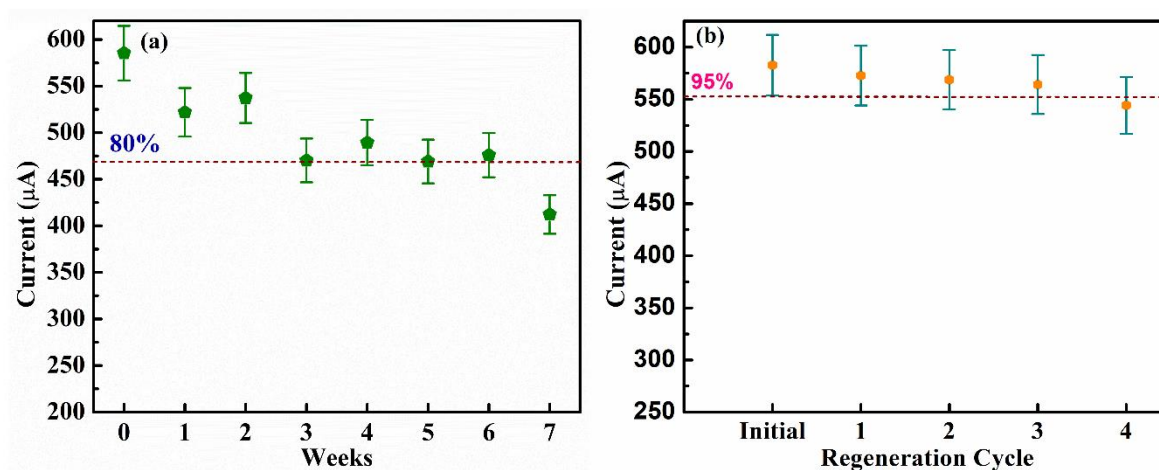 (a)
600
550
500
450
400
350
300
250
200
80%
Current (µA)
0 1 2 3 4 5 6 7
Weeks
(b)
600
550
500
450
400
350
300
250
95%
Current (µA)
Initial 1 2 3 4
Regeneration Cycle